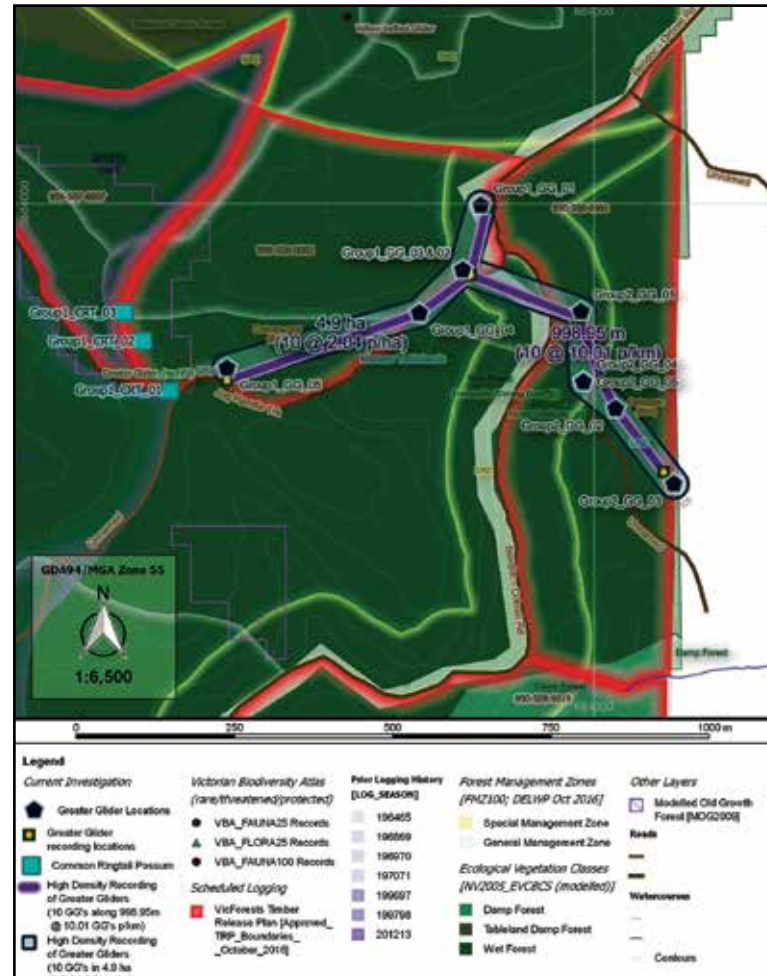 Group1_GG_01
Group1_GG_03 & 02
Group2_GG_01
Group1_CRT_03
4.9 ha
(10 @ 2.04 p/ha)
Group1_GG_04
998.95 m
(10 @ 10.01 p/km)
Group1_CRT_02
Group1_CRT_01
Group1_GG_05
Group2_GG_02
Group2_GG_03
Unnamed
Damp Forest
GDA94/MGA Zone 55
N
1:6,500
0 250 500 750 1000 m
Legend
Current Investigation
Greater Glider Locations
Greater Glider
recording locations
Common Ringtail Possum
High Density Recording
of Greater Gliders
(10 GG's along 998.95m
@ 10.01 GG's p/km)
High Density Recording
of Greater Gliders
(10 GG's in 4.9 ha
Victorian Biodiversity Atlas
(rare/threatened/protected)
VBA_FAUNA25 Records
VBA_FLORA25 Records
VBA_FAUNA100 Records
Scheduled Logging
VicForests Timber
Release Plan [Approved_
TRP_Boundaries_
_October_2016]
Prior Logging History
[LOG_SEASON]
196465
196869
196970
197071
199697
199798
201213
Forest Management Zones
[FMZ100; DELWP Oct 2016]
Special Management Zone
General Management Zone
Ecological Vegetation Classes
[NV2005_EVCBCS (modelled)]
Damp Forest
Tableland Damp Forest
Wet Forest
Other Layers
Modelled Old Growth
Forest [MOG2009]
Roads
Watercourses
Contours